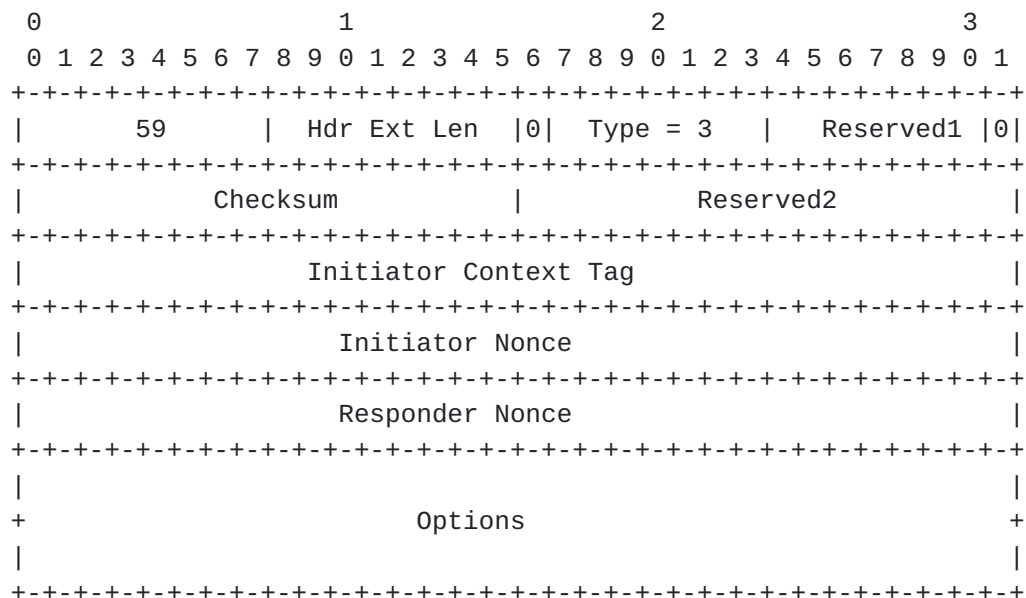 0                   1                   2                   3
 0 1 2 3 4 5 6 7 8 9 0 1 2 3 4 5 6 7 8 9 0 1 2 3 4 5 6 7 8 9 0 1
+-+-+-+-+-+-+-+-+-+-+-+-+-+-+-+-+-+-+-+-+-+-+-+-+-+-+-+-+-+-+-+-+
|       59      |  Hdr Ext Len  |0|  Type = 3   |   Reserved1 |0|
+-+-+-+-+-+-+-+-+-+-+-+-+-+-+-+-+-+-+-+-+-+-+-+-+-+-+-+-+-+-+-+-+
|            Checksum           |           Reserved2           |
+-+-+-+-+-+-+-+-+-+-+-+-+-+-+-+-+-+-+-+-+-+-+-+-+-+-+-+-+-+-+-+-+
|                  Initiator Context Tag                        |
+-+-+-+-+-+-+-+-+-+-+-+-+-+-+-+-+-+-+-+-+-+-+-+-+-+-+-+-+-+-+-+-+
|                    Initiator Nonce                            |
+-+-+-+-+-+-+-+-+-+-+-+-+-+-+-+-+-+-+-+-+-+-+-+-+-+-+-+-+-+-+-+-+
|                    Responder Nonce                            |
+-+-+-+-+-+-+-+-+-+-+-+-+-+-+-+-+-+-+-+-+-+-+-+-+-+-+-+-+-+-+-+-+
|                                                               |
+                         Options                               +
|                                                               |
+-+-+-+-+-+-+-+-+-+-+-+-+-+-+-+-+-+-+-+-+-+-+-+-+-+-+-+-+-+-+-+-+